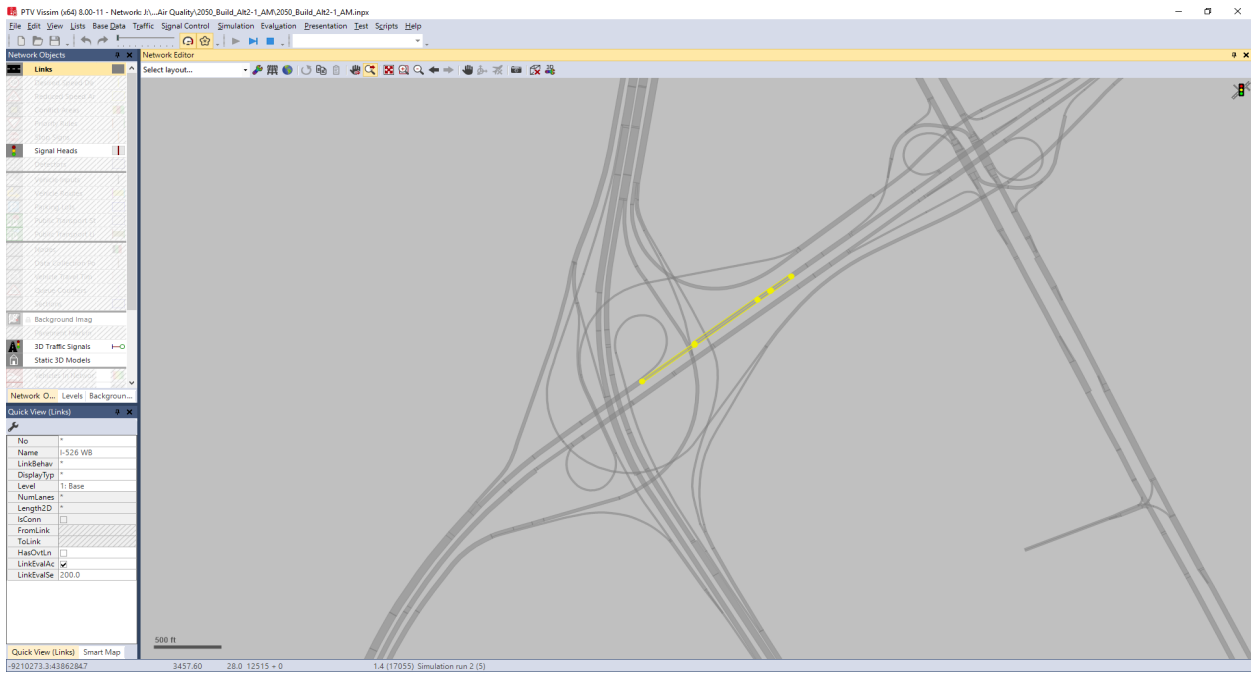 PTV Vissim (x64) 8.00-11 - Network: J:\...Air Quality\2050_Build_Alt2-1_AM\2050_Build_Alt2-1_AM.inpx
File Edit View Lists Base Data Traffic Signal Control Simulation Evaluation Presentation Test Scripts Help
Network Objects
Network Editor
Links
Select layout...
Signal Heads
Background Imag
3D Traffic Signals
Static 3D Models
Network O... Levels Backgroun...
Quick View (Links)
No *
Name I-526 WB
LinkBehav *
DisplayTyp *
Level 1: Base
NumLanes *
Length2D *
IsConn
FromLink
ToLink
HasOvtLn
LinkEvalAc
LinkEvalSe 200.0
500 ft
Quick View (Links) Smart Map
-9210273.3:4386284.7 3457.60 28.0 12515 + 0 1.4 (17055) Simulation run 2 (5)